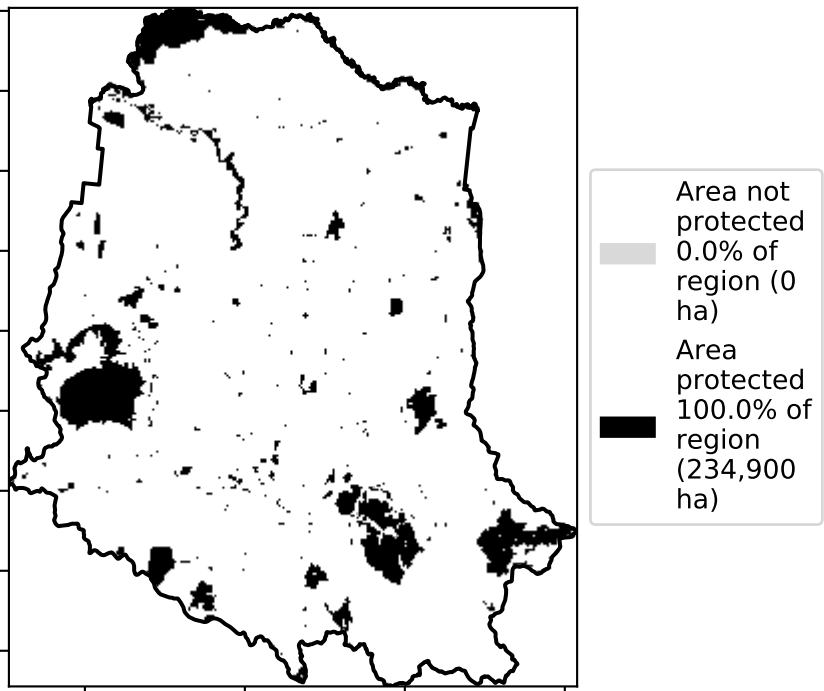 Area not
protected
0.0% of
region (0
ha)
Area
protected
100.0% of
region
(234,900
ha)